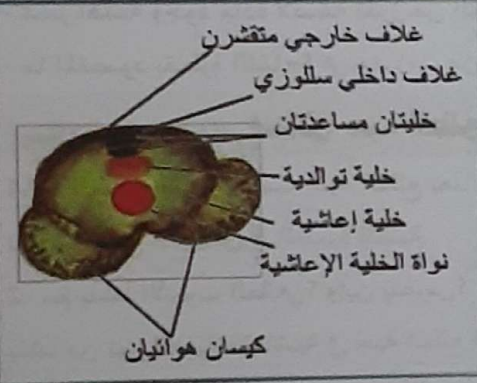 غلاف خارجي متقشرن
غلاف داخلي سللوزي
خليتان مساعدتان
خلية توالدية
خلية إعاشية
نواة الخلية الإعاشية
كيسان هوائيان